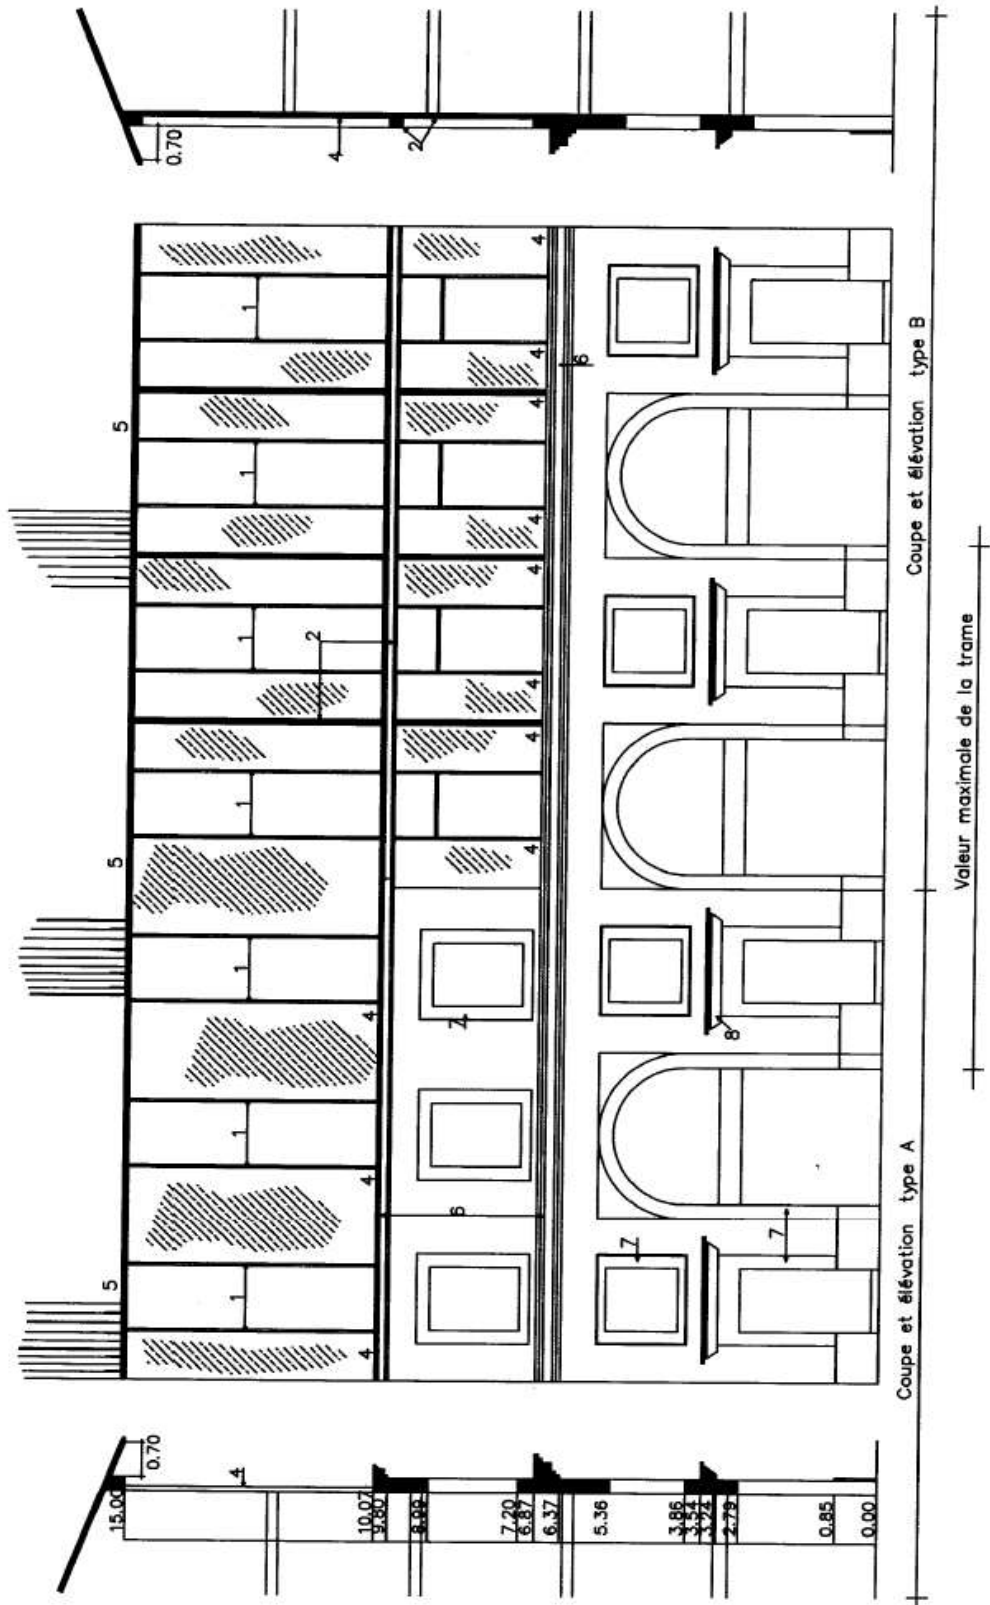 15.00 5 5 5
0.70 0.70
1 1 1 1 1 1 1
4 2 4
10.07 4 4 4
9.80
8.99 2
6 7
7.20
6.87 4 4 4 4 4 4 4 4
6.37 6
5.36
7
3.86
3.54
3.24
2.79 8
7
0.85
0.00
Coupe et élévation type A Coupe et élévation type B
Valeur maximale de la trame